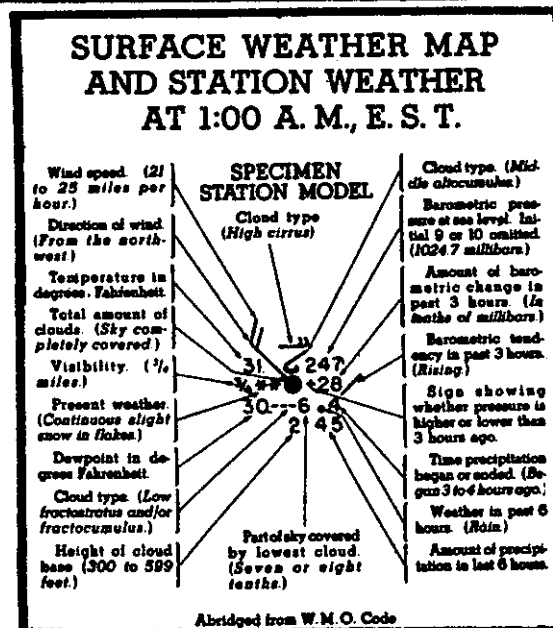 SURFACE WEATHER MAP
AND STATION WEATHER
AT 1:00 A. M., E. S. T.
Wind speed. (21
to 25 miles per
hour.)
Direction of wind.
(From the north-
west.)
Temperature in
degrees. Fahrenheit.
Total amount of
clouds. (Sky com-
pletely covered.)
Visibility. (¾
miles.)
Present weather.
(Continuous slight
snow in flakes.)
Dewpoint in de-
grees Fahrenheit.
Cloud type. (Low
fractostratus and/or
fractocumulus.)
Height of cloud
base (300 to 599
feet.)
SPECIMEN
STATION MODEL
Cloud type
(High cirrus)
31 247
¾ +28
30 6 4
2 45
Part of sky covered
by lowest cloud.
(Seven or eight
tenths.)
Cloud type. (Mid-
dle altocumulus.)
Barometric pres-
sure at sea level. Ini-
tial 9 or 10 omitted.
(1024.7 millibars.)
Amount of baro-
metric change in
past 3 hours. (In
tenths of millibars.)
Barometric tend-
ency in past 3 hours.
(Rising.)
Sign showing
whether pressure is
higher or lower than
3 hours ago.
Time precipitation
began or ended. (Be-
gan 3 to 4 hours ago.)
Weather in past 6
hours. (Rain.)
Amount of precipi-
tation in last 6 hours.
Abridged from W.M.O. Code